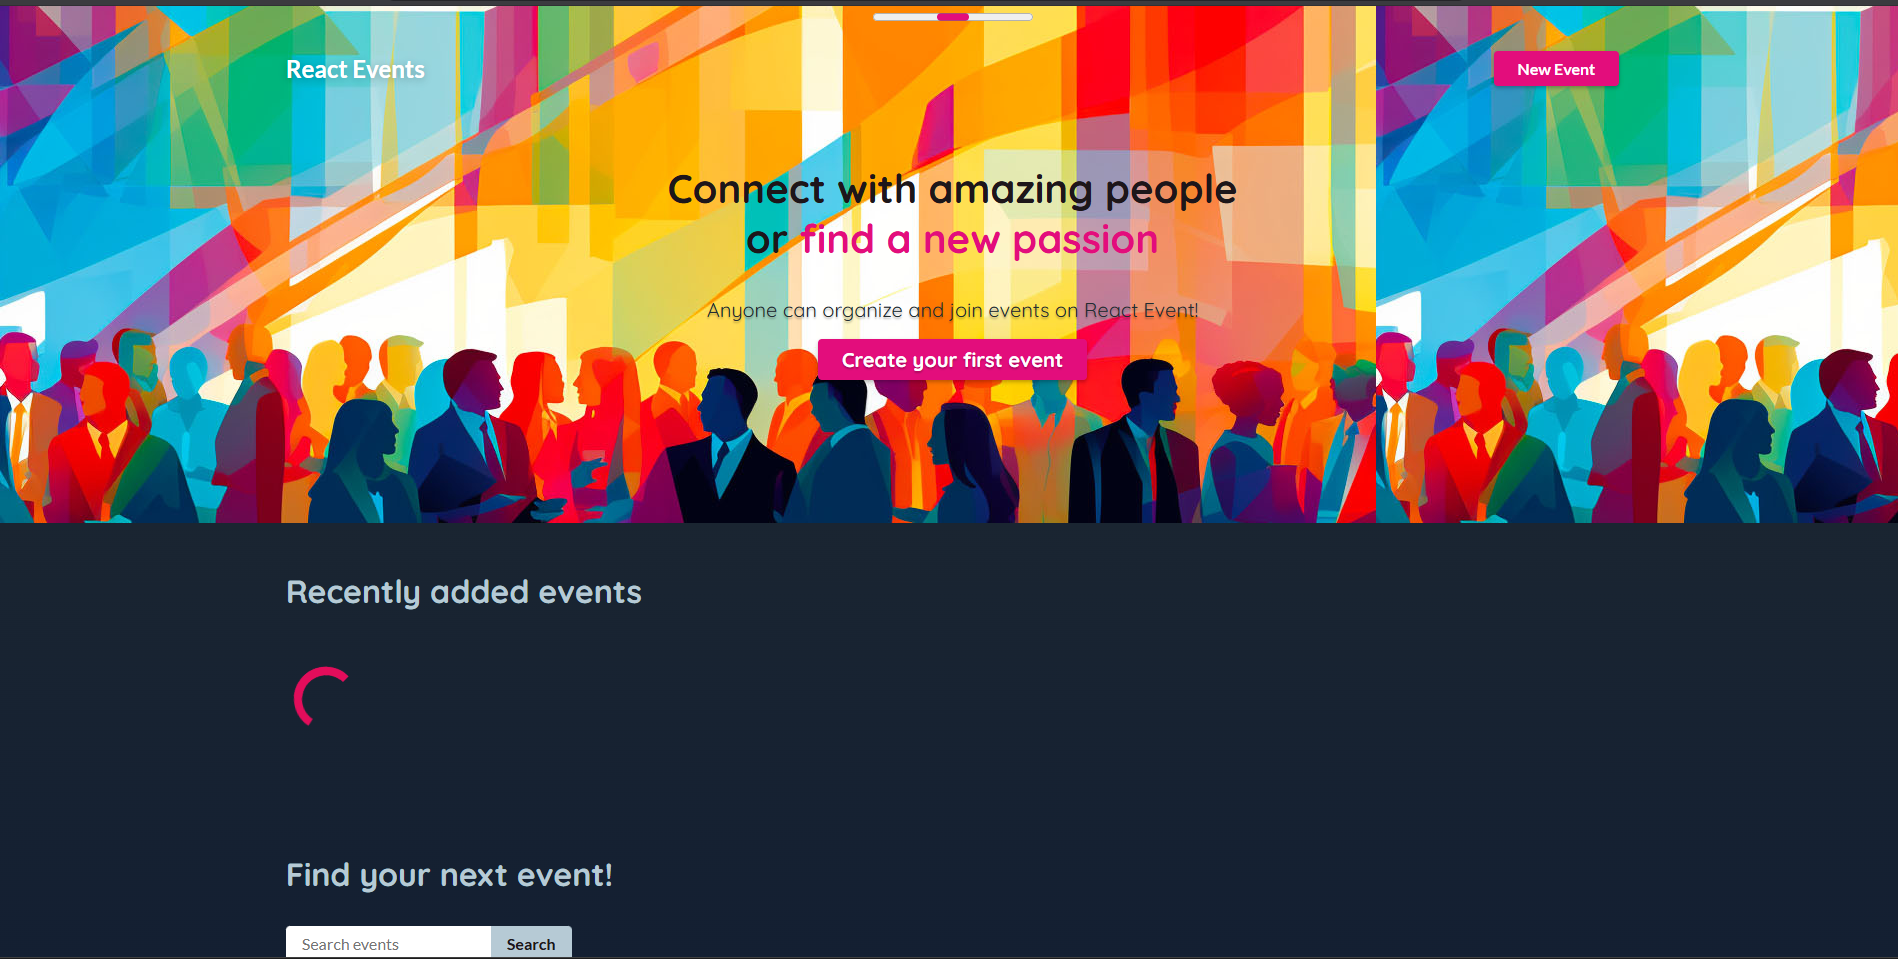 React Events
New Event
Connect with amazing people
or find a new passion
Anyone can organize and join events on React Event!
Create your first event
Recently added events
Find your next event!
Search events
Search